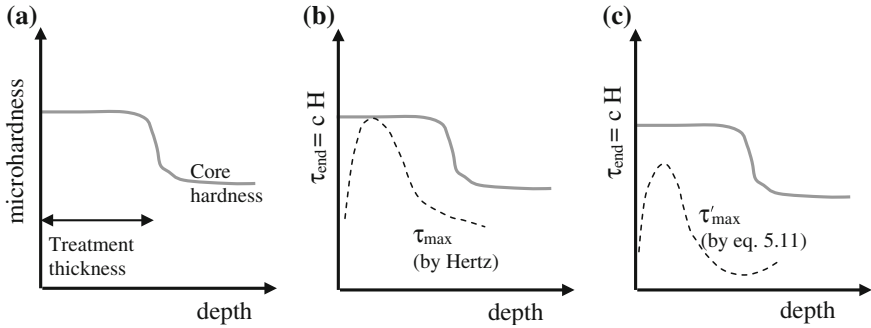 (a)
microhardness
Core
hardness
Treatment
thickness
depth
(b)
τend = c H
τmax
(by Hertz)
depth
(c)
τend = c H
τ′max
(by eq. 5.11)
depth